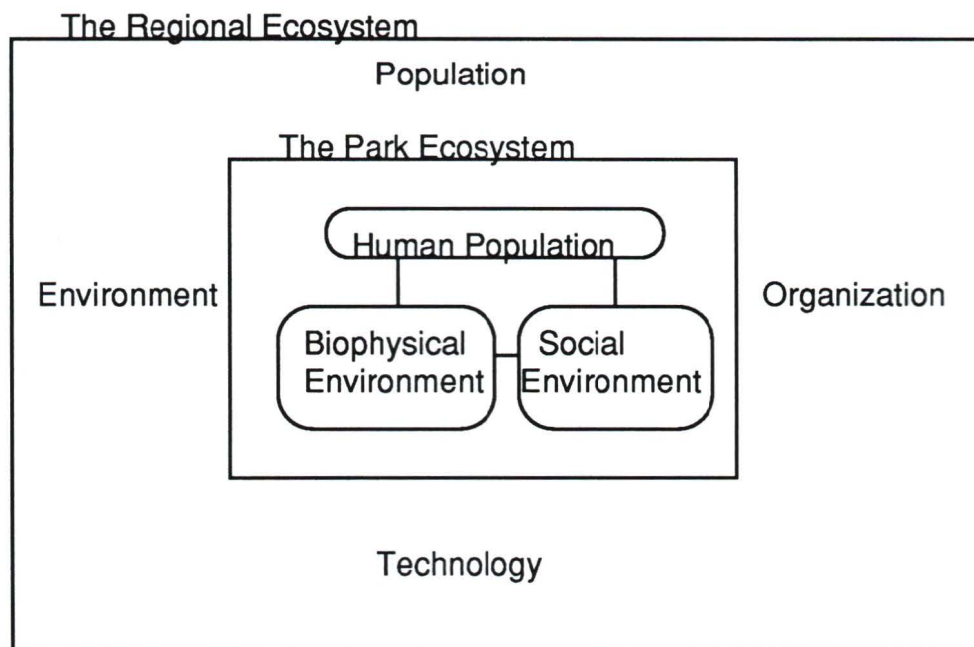 The Regional Ecosystem
Population
The Park Ecosystem
Human Population
Environment
Organization
Biophysical
Environment
Social
Environment
Technology